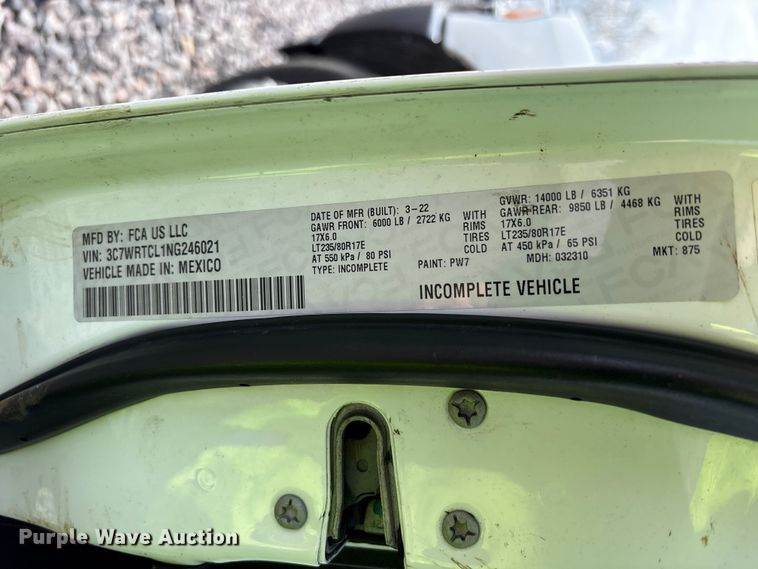 MFD BY: FCA US LLC
VIN: 3C7WRTCL1NG246021
VEHICLE MADE IN: MEXICO
DATE OF MFR (BUILT): 3-22
GAWR FRONT: 6000 LB / 2722 KG WITH
17X6.0 RIMS
LT235/80R17E TIRES
AT 550 kPa / 80 PSI COLD
TYPE: INCOMPLETE PAINT: PW7
GVWR: 14000 LB / 6351 KG
GAWR REAR: 9850 LB / 4468 KG WITH
17X6.0 RIMS
LT235/80R17E TIRES
AT 450 kPa / 65 PSI COLD
MDH: 032310 MKT: 875
INCOMPLETE VEHICLE
Purple Wave Auction